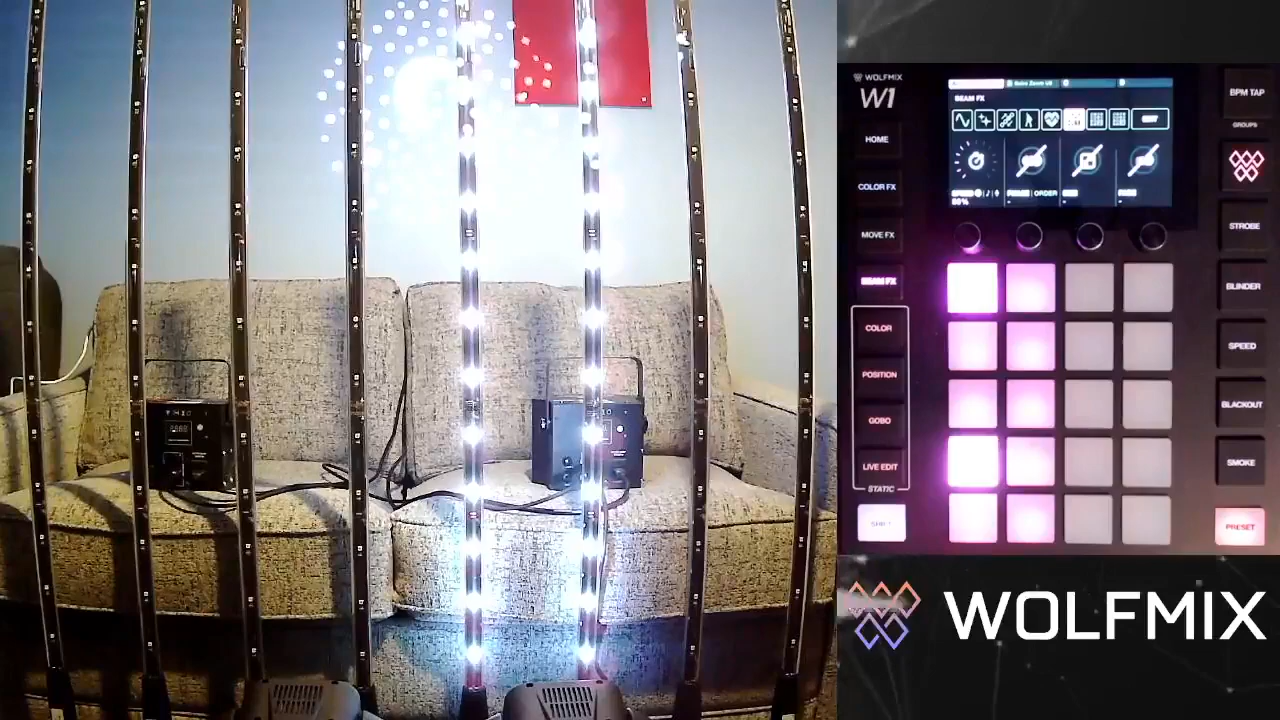 WOLFMIX
W1
HOME
COLOR FX
MOVE FX
BEAM FX
COLOR
POSITION
GOBO
LIVE EDIT
STATIC
BEAM FX
ORDER
BPM TAP
GROUPS
STROBE
BLINDER
SPEED
BLACKOUT
SMOKE
PRESET
WOLFMIX